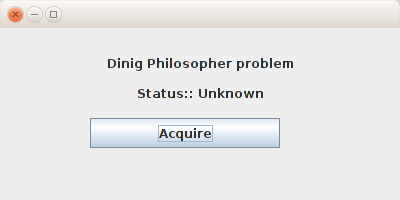 Dinig Philosopher problem
Status:: Unknown
Acquire